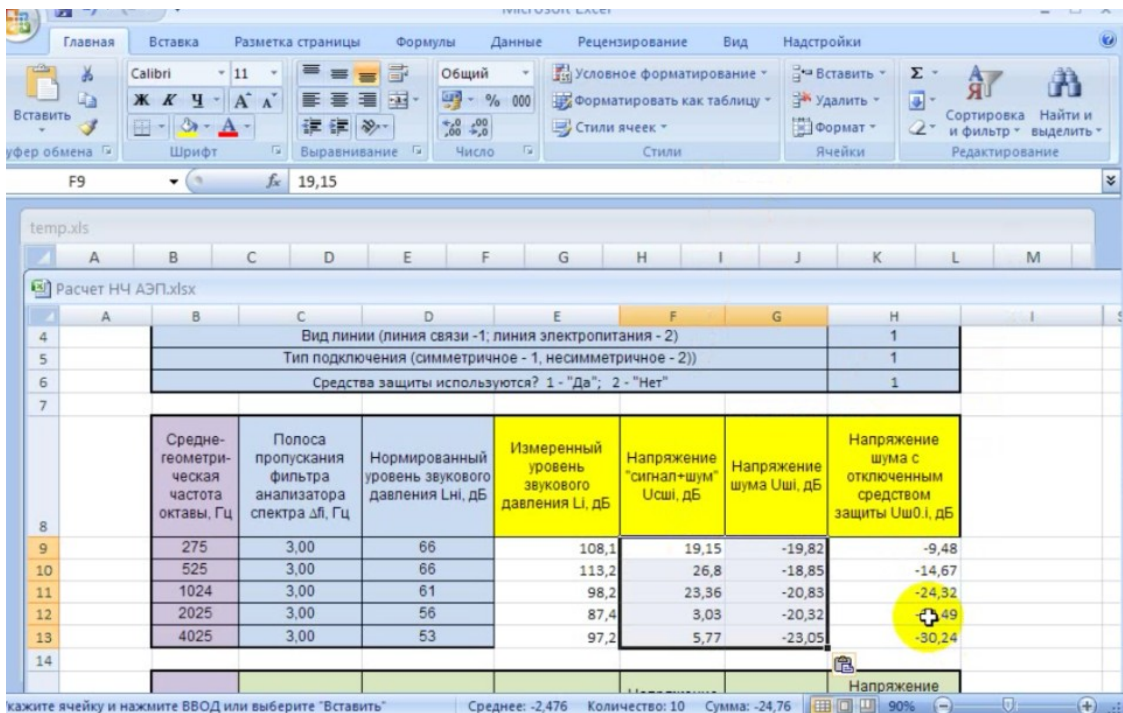 Microsoft Excel
Главная Вставка Разметка страницы Формулы Данные Рецензирование Вид Надстройки
Вставить
Calibri 11
Ж К Ч
Общий
% 000
Условное форматирование
Форматировать как таблицу
Стили ячеек
Вставить
Удалить
Формат
Σ
Сортировка и фильтр
Найти и выделить
уфер обмена Шрифт Выравнивание Число Стили Ячейки Редактирование
F9 fx 19,15
temp.xls
A B C D E F G H I J K L M
Расчет НЧ АЭП.xlsx
A B C D E F G H I
4 Вид линии (линия связи -1; линия электропитания - 2) 1
5 Тип подключения (симметричное - 1, несимметричное - 2)) 1
6 Средства защиты используются? 1 - "Да"; 2 - "Нет" 1
7
8
Средне-
геометри-
ческая
частота
октавы, Гц
Полоса
пропускания
фильтра
анализатора
спектра Δfi, Гц
Нормированный
уровень звукового
давления Lнi, дБ
Измеренный
уровень
звукового
давления Li, дБ
Напряжение
"сигнал+шум"
Uсшi, дБ
Напряжение
шума Uшi, дБ
Напряжение
шума с
отключенным
средством
защиты Uш0.i, дБ
9 275 3,00 66 108,1 19,15 -19,82 -9,48
10 525 3,00 66 113,2 26,8 -18,85 -14,67
11 1024 3,00 61 98,2 23,36 -20,83 -24,32
12 2025 3,00 56 87,4 3,03 -20,32 49
13 4025 3,00 53 97,2 5,77 -23,05 -30,24
14
Напряжение
кажите ячейку и нажмите ВВОД или выберите "Вставить" Среднее: -2,476 Количество: 10 Сумма: -24,76 90%